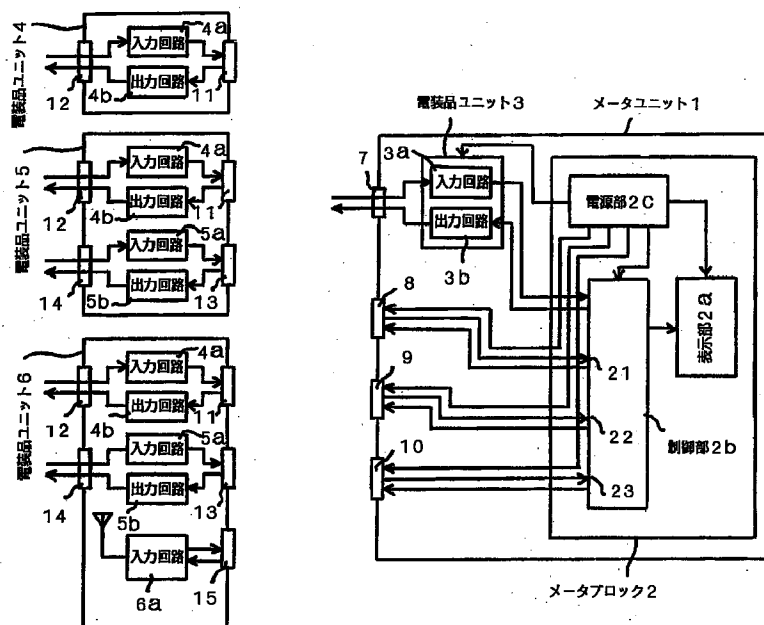 電装品ユニット4
4a
入力回路
出力回路
12
4b
11
電装品ユニット5
4a
入力回路
出力回路
12
4b
11
5a
入力回路
出力回路
14
5b
13
電装品ユニット6
4a
入力回路
出力回路
12
4b
11
5a
入力回路
出力回路
14
5b
13
入力回路
6a
15
電装品ユニット3
メータユニット1
7
3a
入力回路
出力回路
3b
電源部2c
8
表示部2a
21
9
22
制御部2b
10
23
メータブロック2